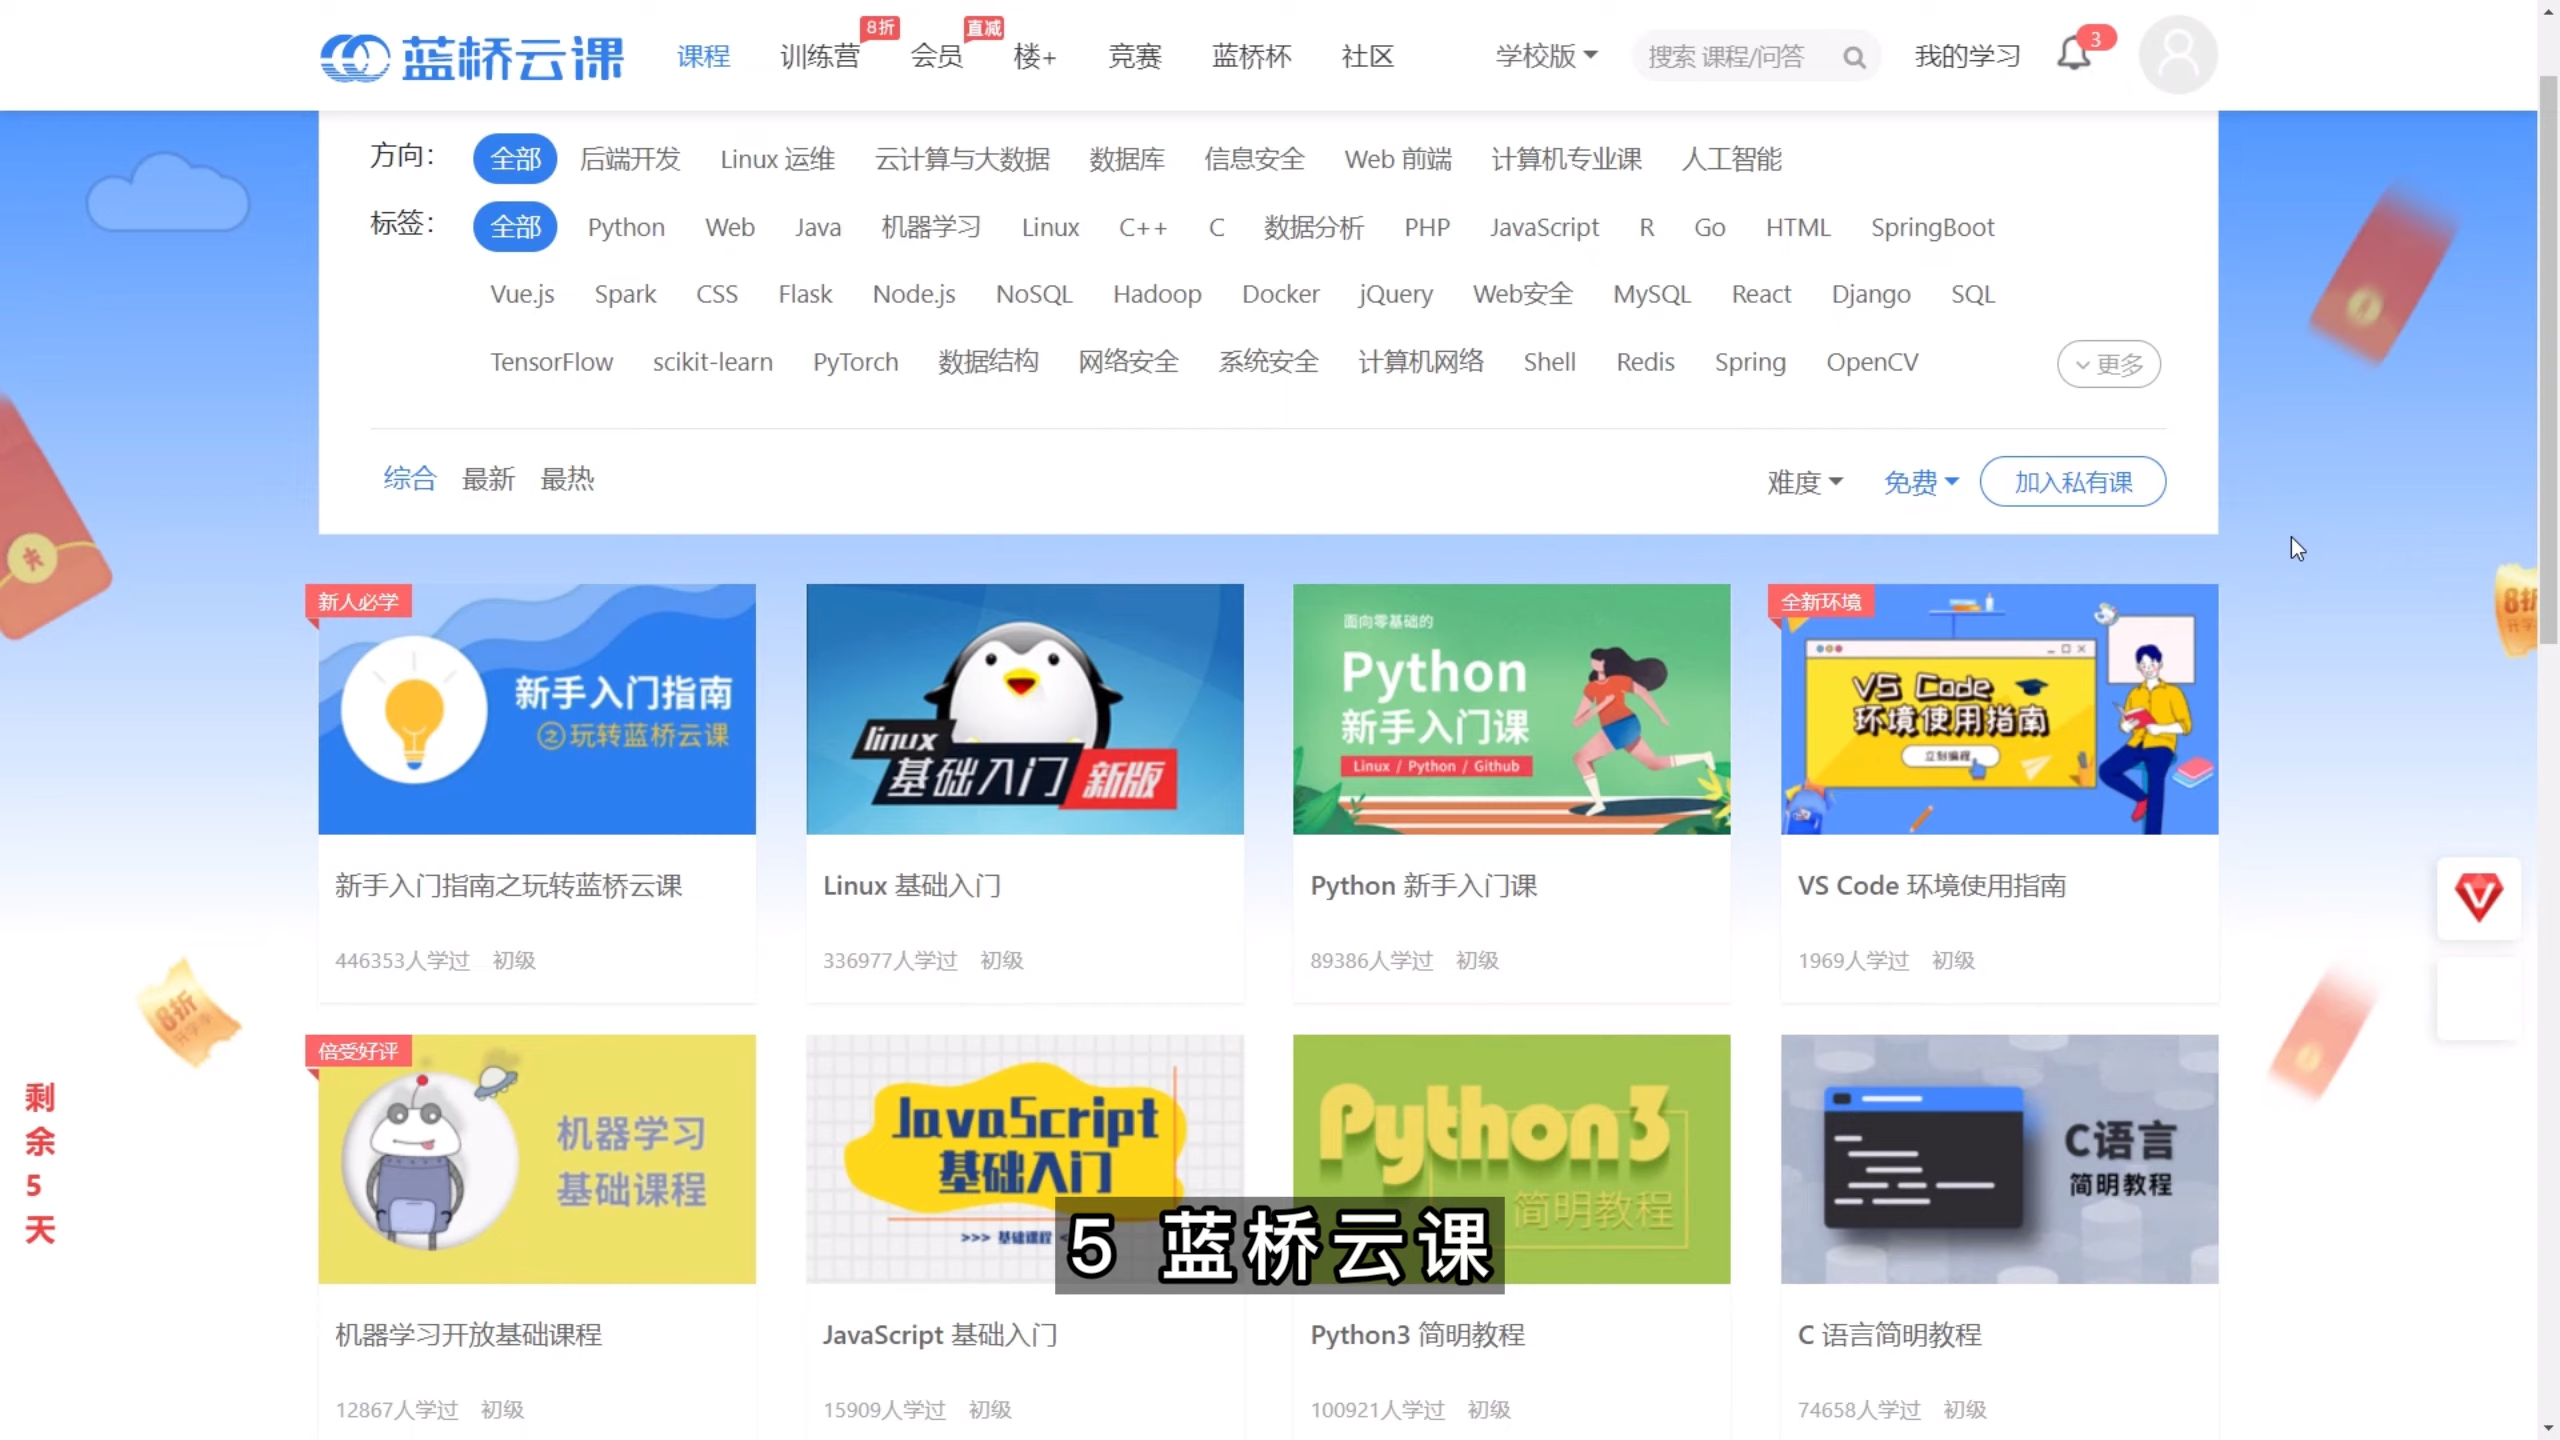 蓝桥云课 课程 训练营 8折 会员 直减 楼+ 竞赛 蓝桥杯 社区 学校版 搜索 课程/问答 我的学习 3
方向： 全部 后端开发 Linux 运维 云计算与大数据 数据库 信息安全 Web 前端 计算机专业课 人工智能
标签： 全部 Python Web Java 机器学习 Linux C++ C 数据分析 PHP JavaScript R Go HTML SpringBoot
Vue.js Spark CSS Flask Node.js NoSQL Hadoop Docker jQuery Web安全 MySQL React Django SQL
TensorFlow scikit-learn PyTorch 数据结构 网络安全 系统安全 计算机网络 Shell Redis Spring OpenCV 更多
综合 最新 最热 难度 免费 加入私有课
新人必学
新手入门指南
之玩转蓝桥云课
linux
基础入门 新版
面向零基础的
Python
新手入门课
Linux / Python / Github
全新环境
VS Code
环境使用指南
立刻编程
8折
新手入门指南之玩转蓝桥云课
446353人学过 初级
Linux 基础入门
336977人学过 初级
Python 新手入门课
89386人学过 初级
VS Code 环境使用指南
1969人学过 初级
8折
剩
余
5
天
倍受好评
机器学习
基础课程
JavaScript
基础入门
>>> 基础课程
Python3
简明教程
C语言
简明教程
5 蓝桥云课
机器学习开放基础课程
12867人学过 初级
JavaScript 基础入门
15909人学过 初级
Python3 简明教程
100921人学过 初级
C 语言简明教程
74658人学过 初级